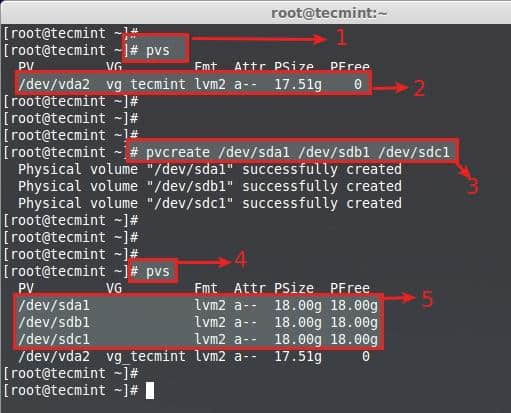 root@tecmint:~
[root@tecmint ~]#
[root@tecmint ~]# pvs 1
PV VG Fmt Attr PSize PFree
/dev/vda2 vg_tecmint lvm2 a-- 17.51g 0 2
[root@tecmint ~]#
[root@tecmint ~]#
[root@tecmint ~]# pvcreate /dev/sda1 /dev/sdb1 /dev/sdc1
Physical volume "/dev/sda1" successfully created
Physical volume "/dev/sdb1" successfully created 3
Physical volume "/dev/sdc1" successfully created
[root@tecmint ~]#
[root@tecmint ~]#
[root@tecmint ~]#
[root@tecmint ~]# pvs 4
PV VG Fmt Attr PSize PFree
/dev/sda1 lvm2 a-- 18.00g 18.00g 5
/dev/sdb1 lvm2 a-- 18.00g 18.00g
/dev/sdc1 lvm2 a-- 18.00g 18.00g
/dev/vda2 vg_tecmint lvm2 a-- 17.51g 0
[root@tecmint ~]#
[root@tecmint ~]#